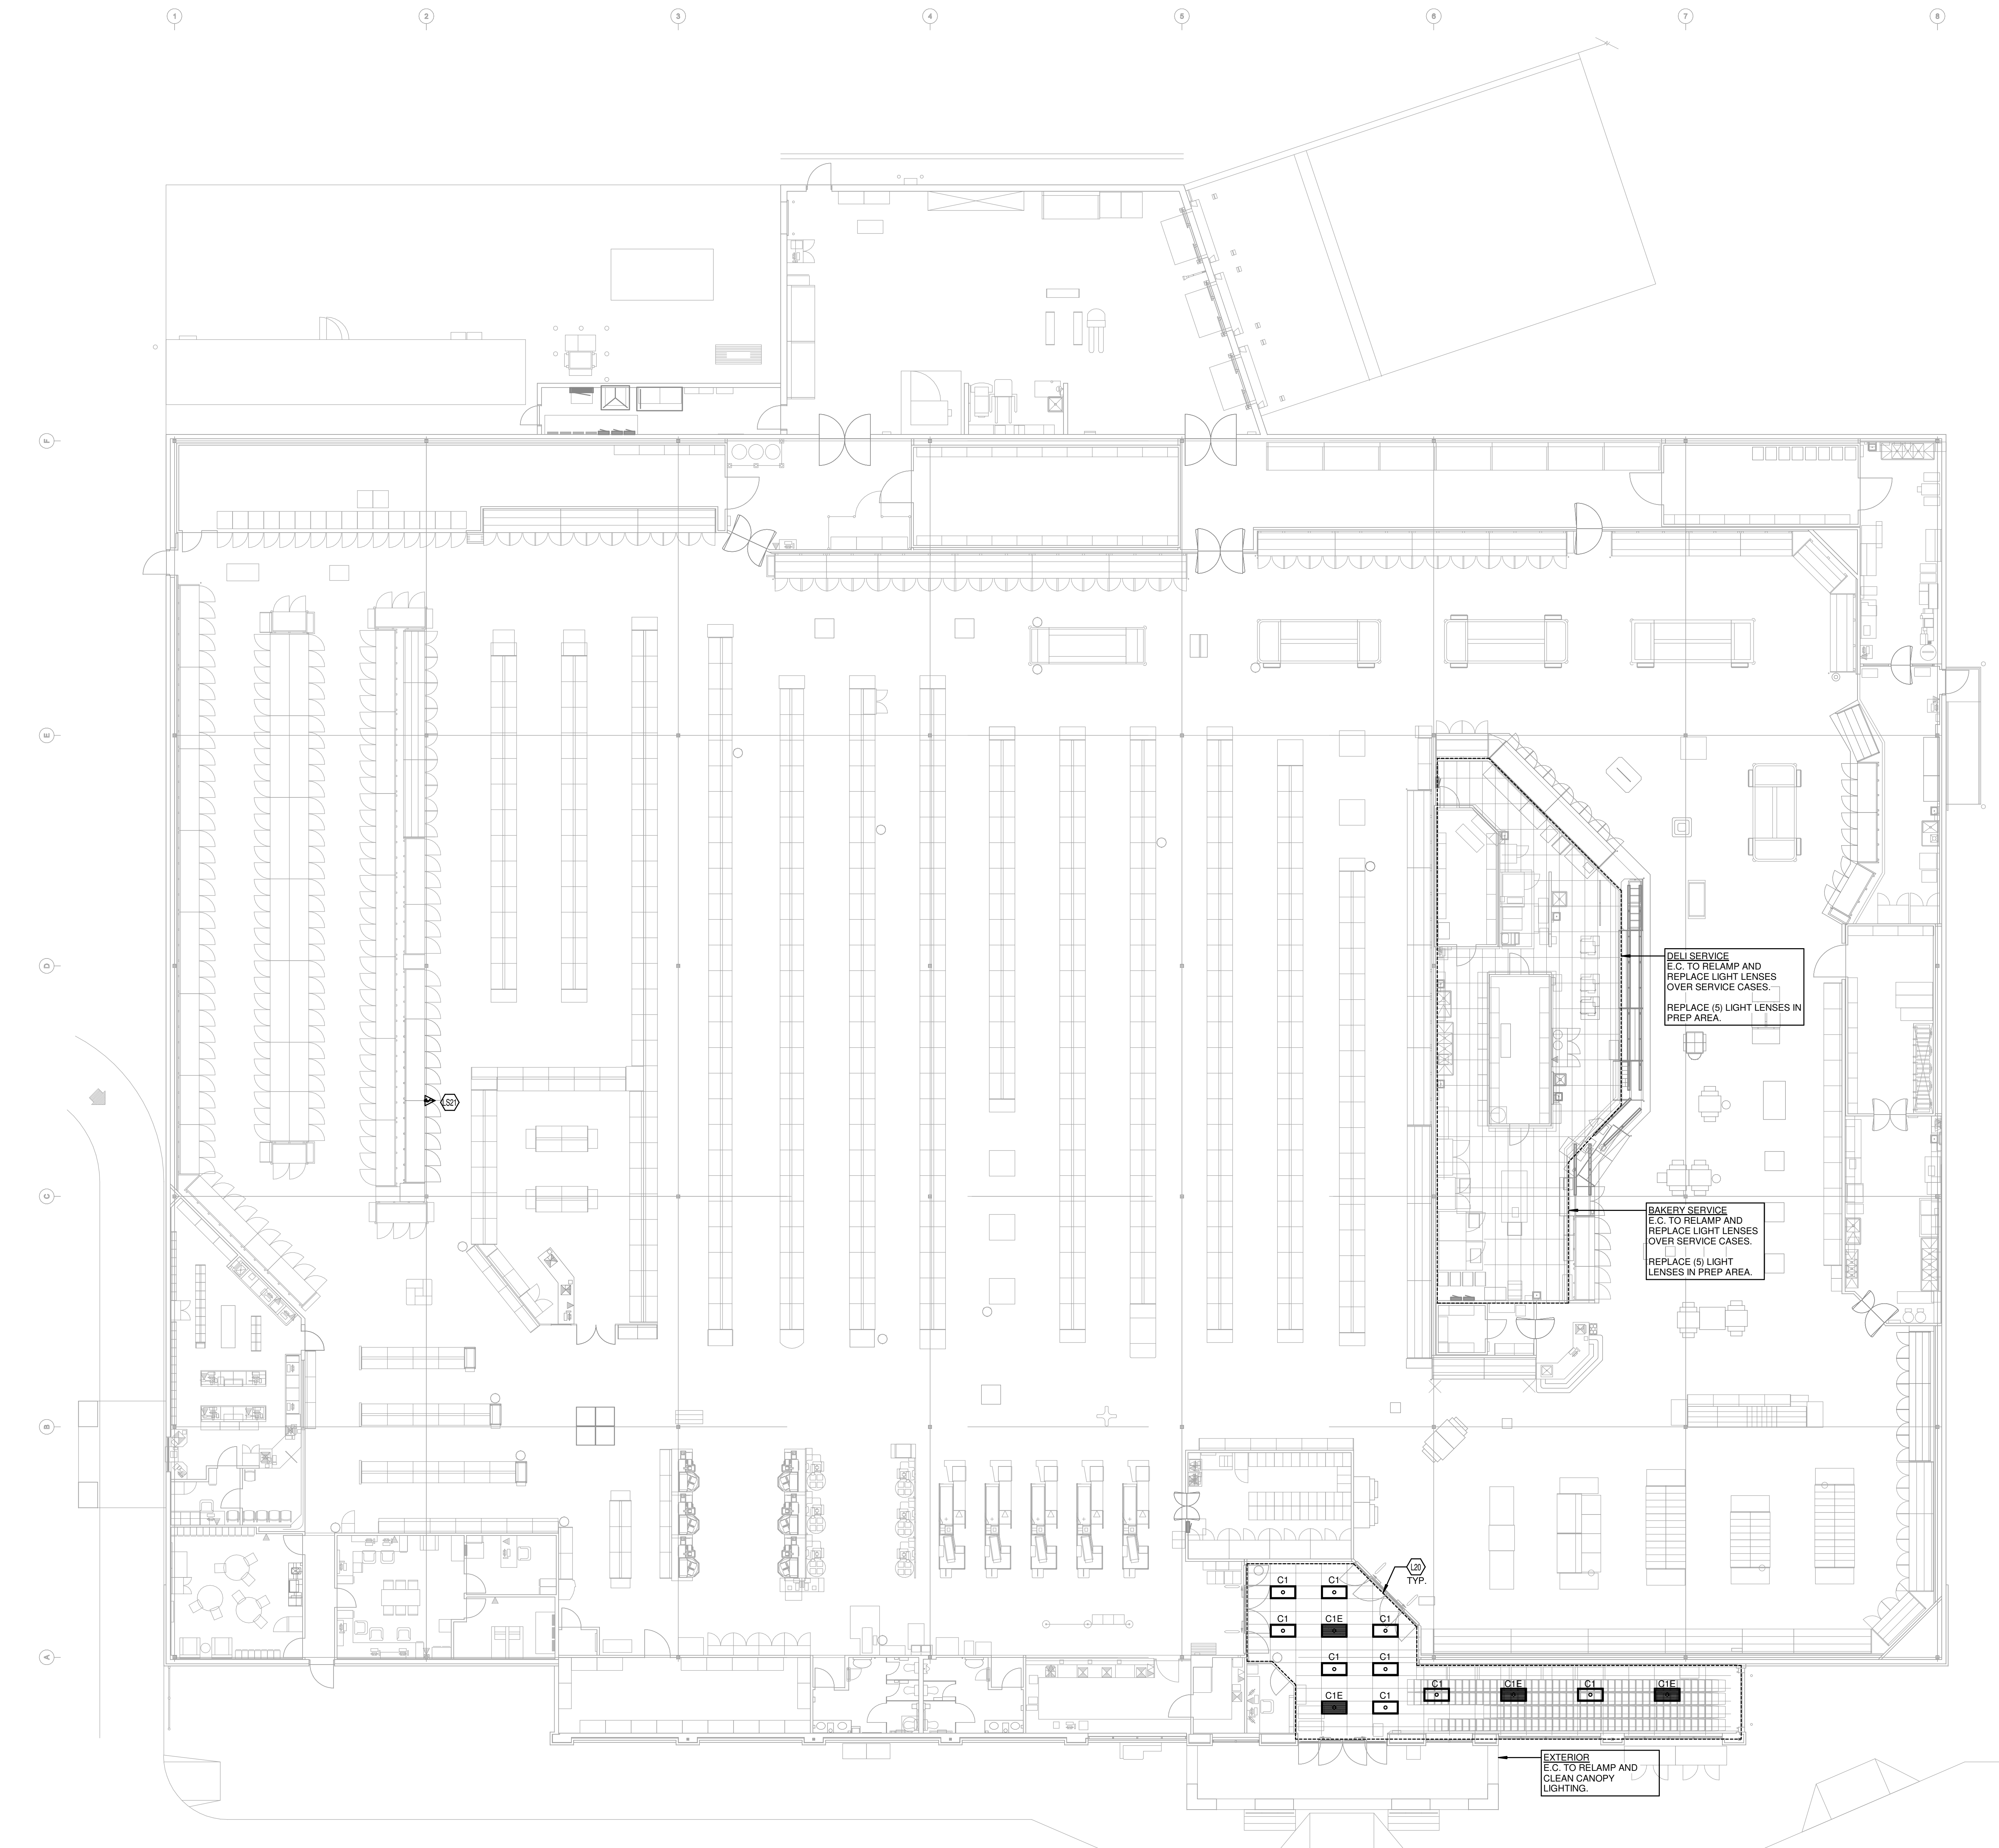 1 2 3 4 5 6 7 8
F
E
D
DELI SERVICE
E.C. TO RELAMP AND
REPLACE LIGHT LENSES
OVER SERVICE CASES.
REPLACE (5) LIGHT LENSES IN
PREP AREA.
LS21
C
BAKERY SERVICE
E.C. TO RELAMP AND
REPLACE LIGHT LENSES
OVER SERVICE CASES.
REPLACE (5) LIGHT
LENSES IN PREP AREA.
B
L20
TYP.
C1 C1
C1 C1E C1
A
C1 C1
C1E C1
C1 C1E C1 C1E
EXTERIOR
E.C. TO RELAMP AND
CLEAN CANOPY
LIGHTING.